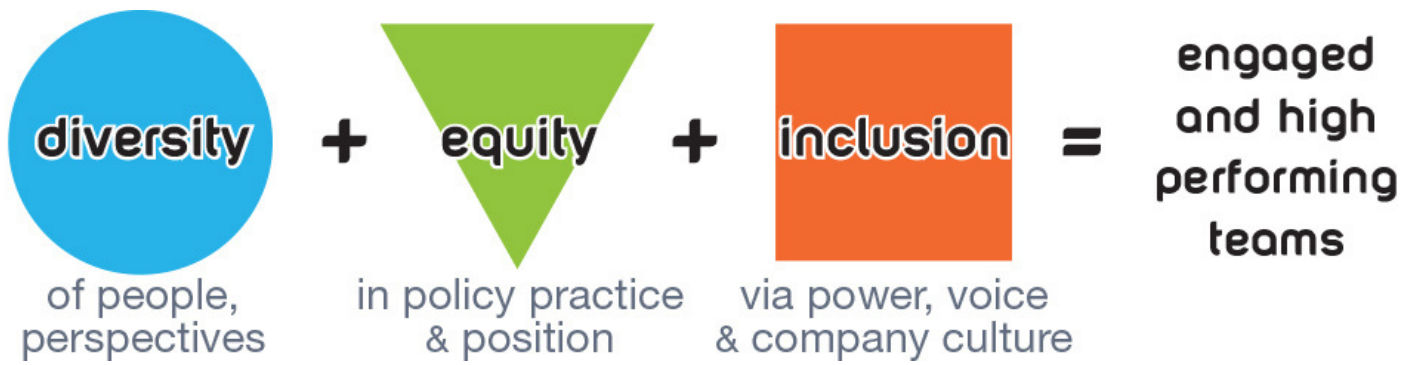 diversity + equity + inclusion =
engaged
and high
performing
teams
of people,
perspectives
in policy practice
& position
via power, voice
& company culture